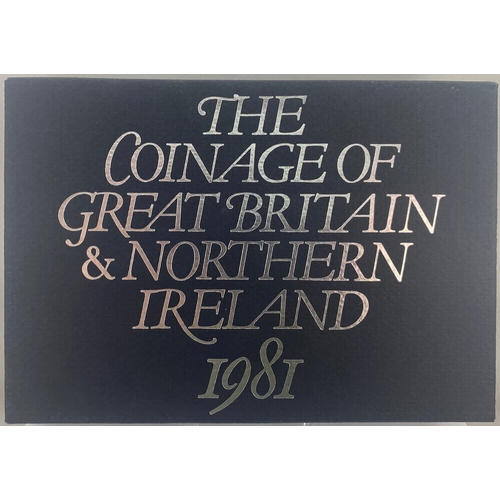 THE
COINAGE OF
GREAT BRITAIN
& NORTHERN
IRELAND
1981